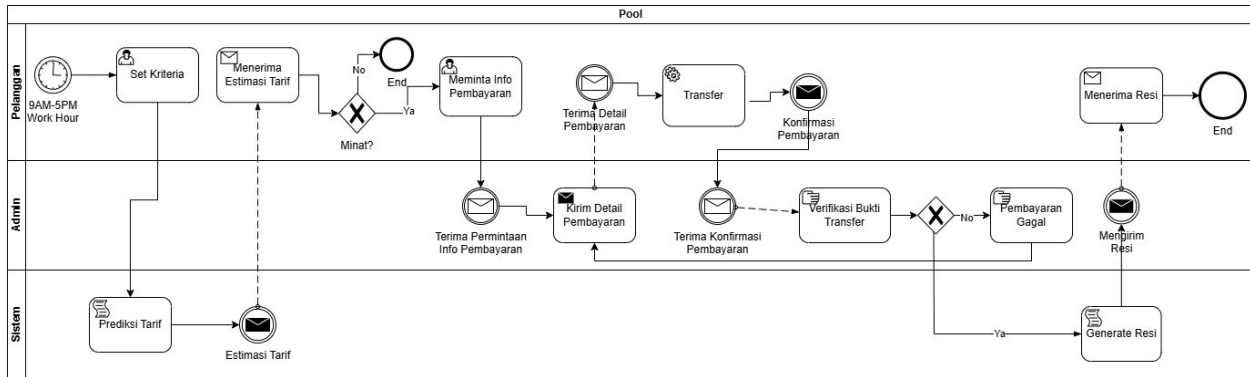 Pool
Pelanggan
9AM-5PM
Work Hour
Set Kriteria
Menerima
Estimasi Tarif
No
End
Ya
Minat?
Meminta Info
Pembayaran
Terima Detail
Pembayaran
Transfer
Konfirmasi
Pembayaran
Menerima Resi
End
Admin
Terima Permintaan
Info Pembayaran
Kirim Detail
Pembayaran
Terima Konfirmasi
Pembayaran
Verifikasi Bukti
Transfer
No
Pembayaran
Gagal
Mengirim
Resi
Sistem
Prediksi Tarif
Estimasi Tarif
Ya
Generate Resi